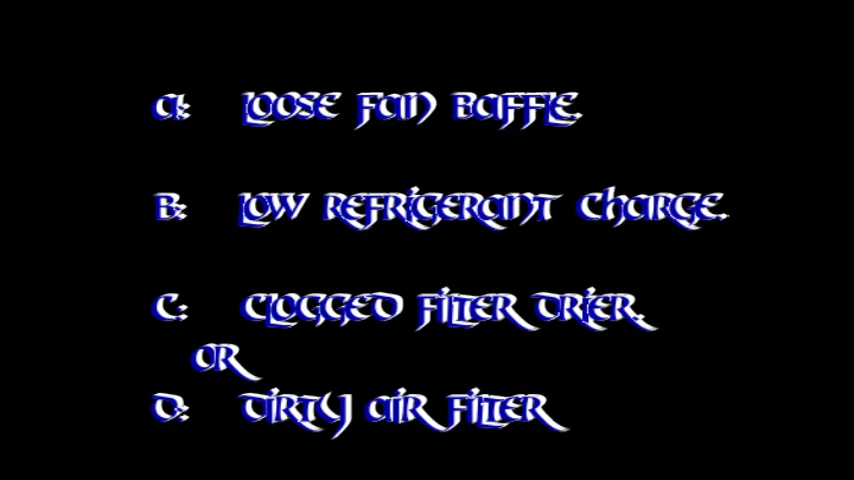 A: Loose Fan Baffle.
B: Low Refrigerant Charge.
C: Clogged Filter Drier.
or
D: Dirty Air Filter